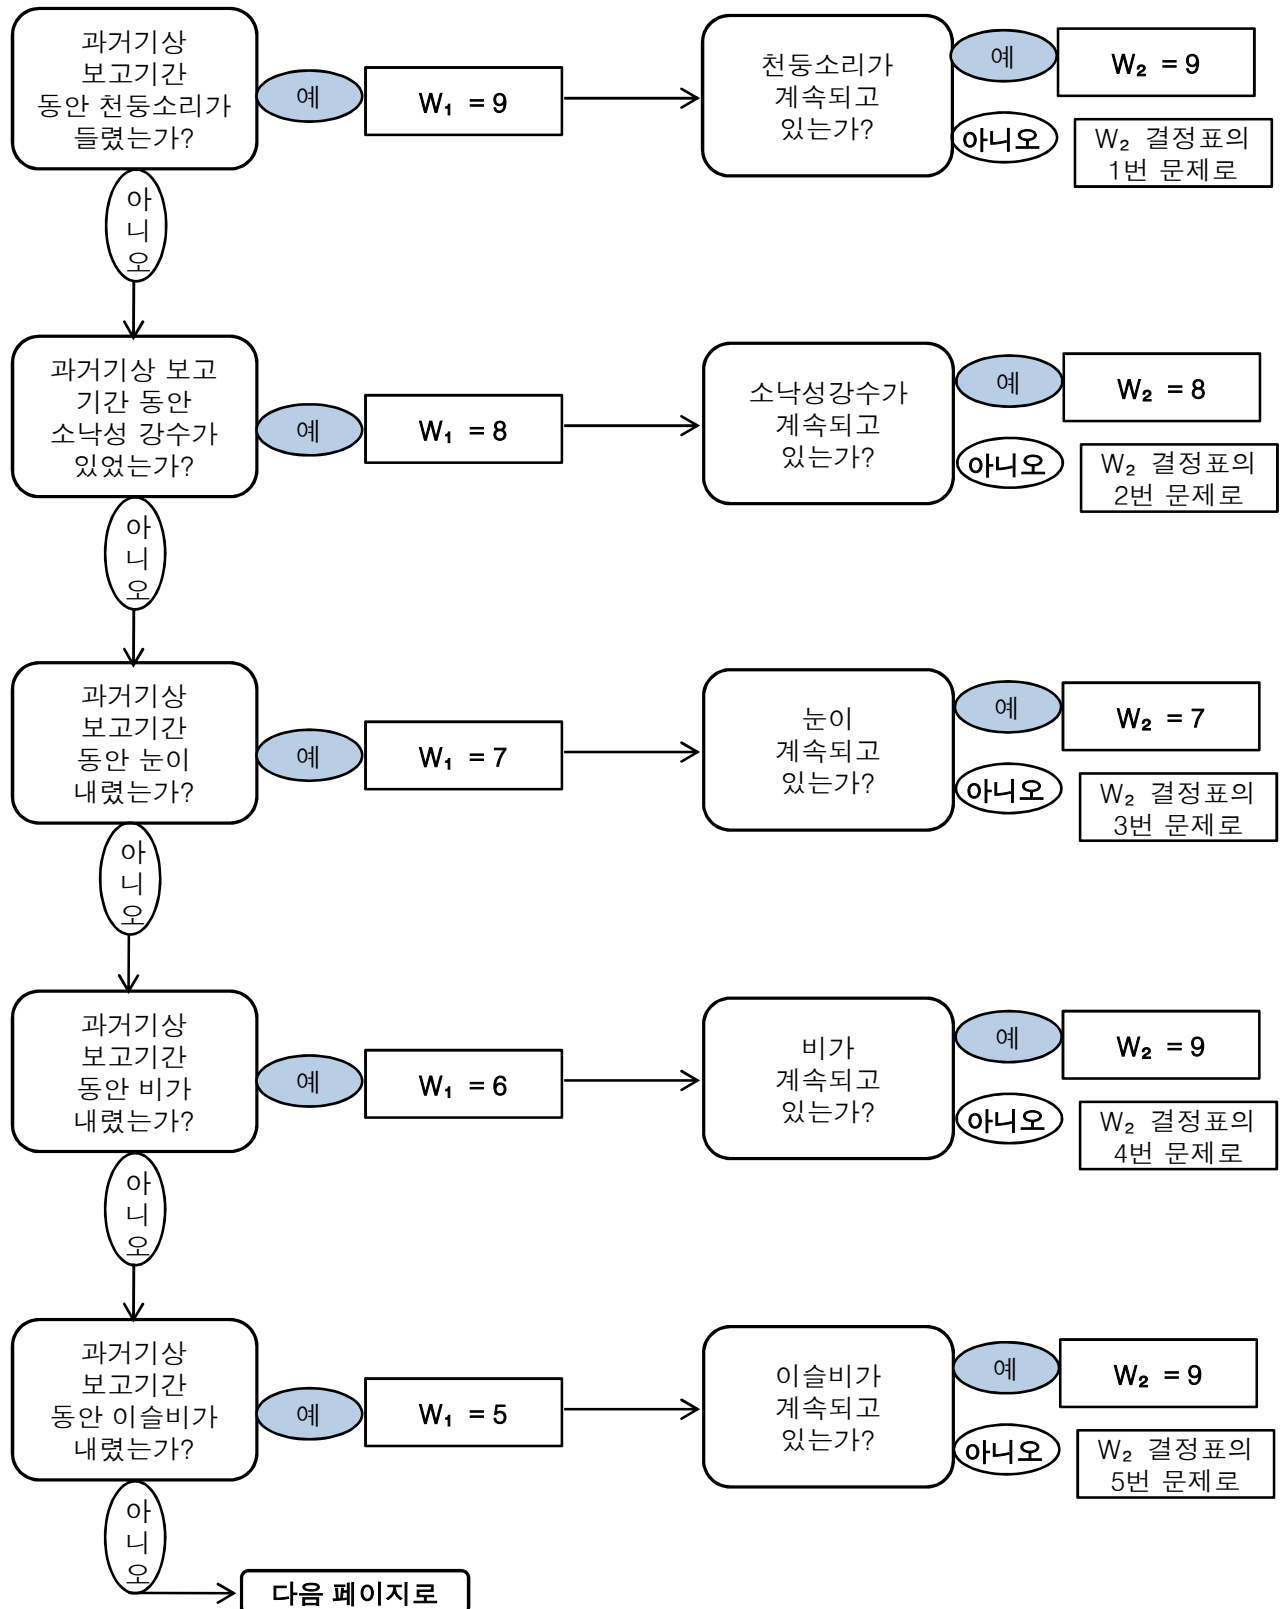 과거기상
보고기간
동안 천둥소리가
들렸는가?
예
W₁ = 9
천둥소리가
계속되고
있는가?
예
W₂ = 9
아니오
W₂ 결정표의
1번 문제로
아
니
오
과거기상 보고
기간 동안
소낙성 강수가
있었는가?
예
W₁ = 8
소낙성강수가
계속되고
있는가?
예
W₂ = 8
아니오
W₂ 결정표의
2번 문제로
아
니
오
과거기상
보고기간
동안 눈이
내렸는가?
예
W₁ = 7
눈이
계속되고
있는가?
예
W₂ = 7
아니오
W₂ 결정표의
3번 문제로
아
니
오
과거기상
보고기간
동안 비가
내렸는가?
예
W₁ = 6
비가
계속되고
있는가?
예
W₂ = 9
아니오
W₂ 결정표의
4번 문제로
아
니
오
과거기상
보고기간
동안 이슬비가
내렸는가?
예
W₁ = 5
이슬비가
계속되고
있는가?
예
W₂ = 9
아니오
W₂ 결정표의
5번 문제로
아
니
오
다음 페이지로